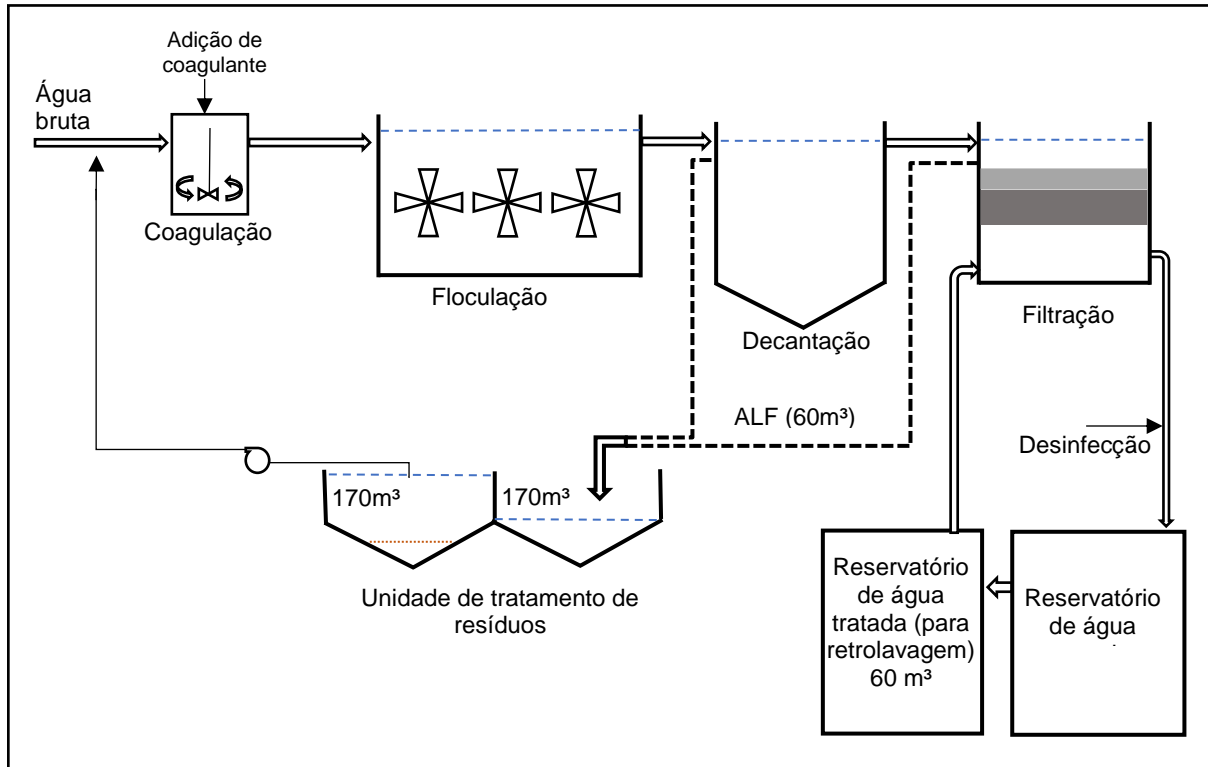 Adição de
coagulante
Água
bruta
Coagulação
Floculação
Decantação
Filtração
ALF (60m³)
Desinfecção
170m³
170m³
Unidade de tratamento de
resíduos
Reservatório
de água
tratada (para
retrolavagem)
60 m³
Reservatório
de água